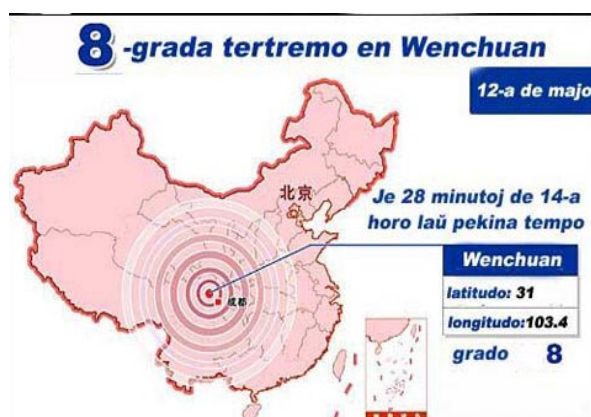 8-grada tertremo en Wenchuan
12-a de majo
北京
Je 28 minutoj de 14-a
horo laŭ pekina tempo
Wenchuan
latitudo: 31
longitudo:103.4
grado 8
成都